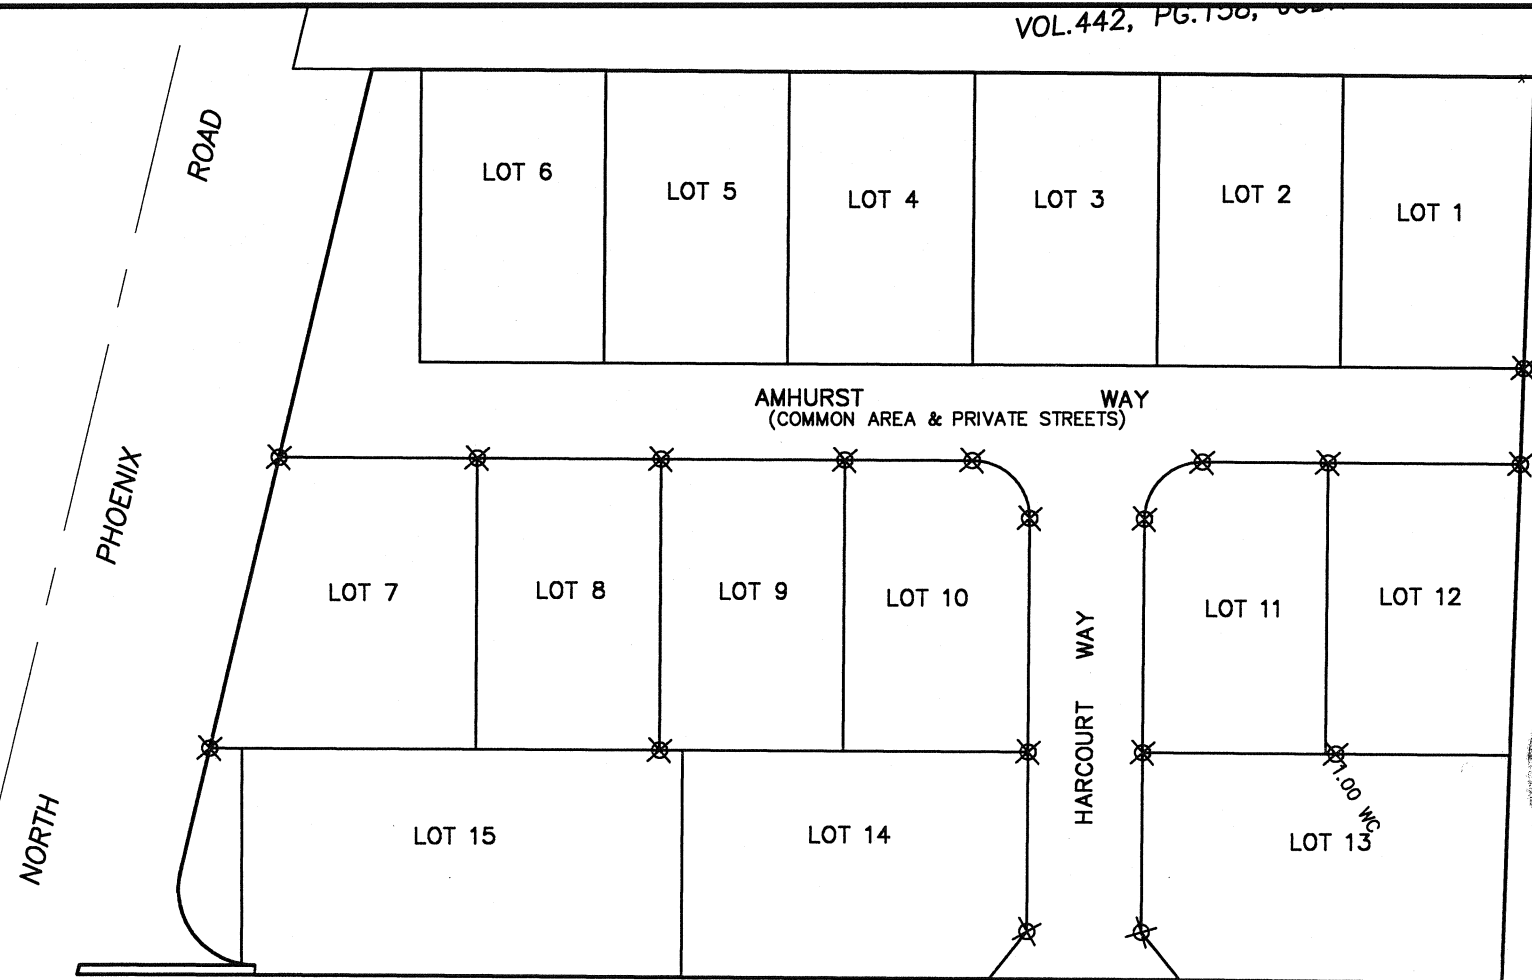 VOL.442, PG.158,
ROAD
LOT 6
LOT 5
LOT 4
LOT 3
LOT 2
LOT 1
AMHURST WAY
(COMMON AREA & PRIVATE STREETS)
PHOENIX
LOT 7
LOT 8
LOT 9
LOT 10
HARCOURT WAY
LOT 11
LOT 12
NORTH
LOT 15
LOT 14
1.00 WC
LOT 13